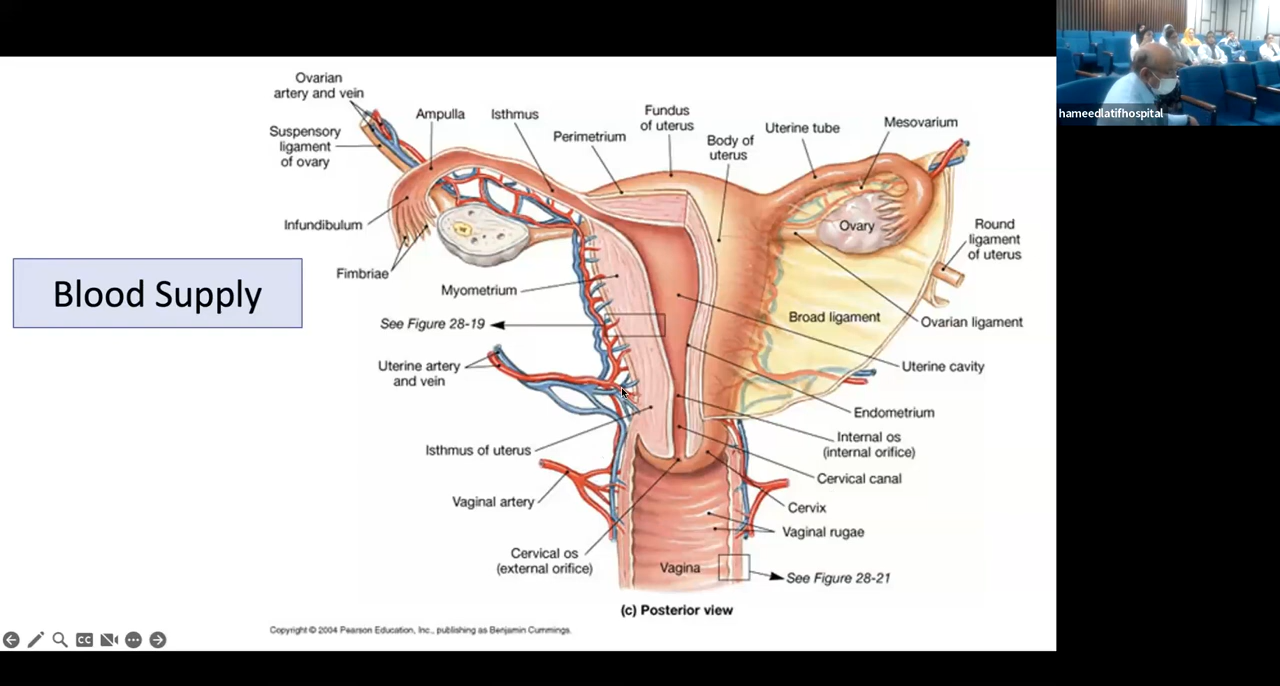 Ovarian
artery and vein
Ampulla
Isthmus
Fundus
of uterus
Perimetrium
Body of
uterus
Uterine tube
Mesovarium
hameedlatifhospital
Suspensory
ligament
of ovary
Infundibulum
Ovary
Round
ligament
of uterus
Fimbriae
Blood Supply
Myometrium
See Figure 28-19
Broad ligament
Ovarian ligament
Uterine artery
and vein
Uterine cavity
Endometrium
Internal os
(internal orifice)
Isthmus of uterus
Cervical canal
Vaginal artery
Cervix
Vaginal rugae
Cervical os
(external orifice)
Vagina
See Figure 28-21
(c) Posterior view
Copyright © 2004 Pearson Education, Inc., publishing as Benjamin Cummings.
CC